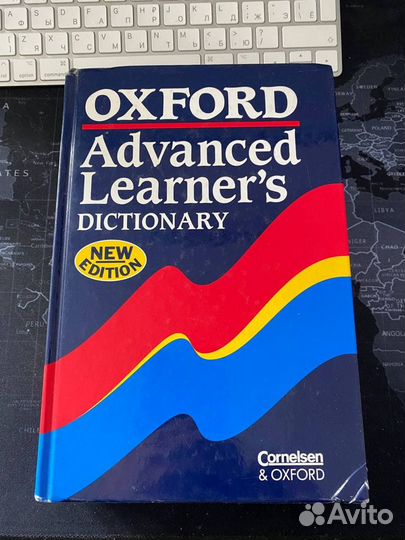 OXFORD
Advanced
Learner's
DICTIONARY
NEW
EDITION
Cornelsen
& OXFORD
Avito